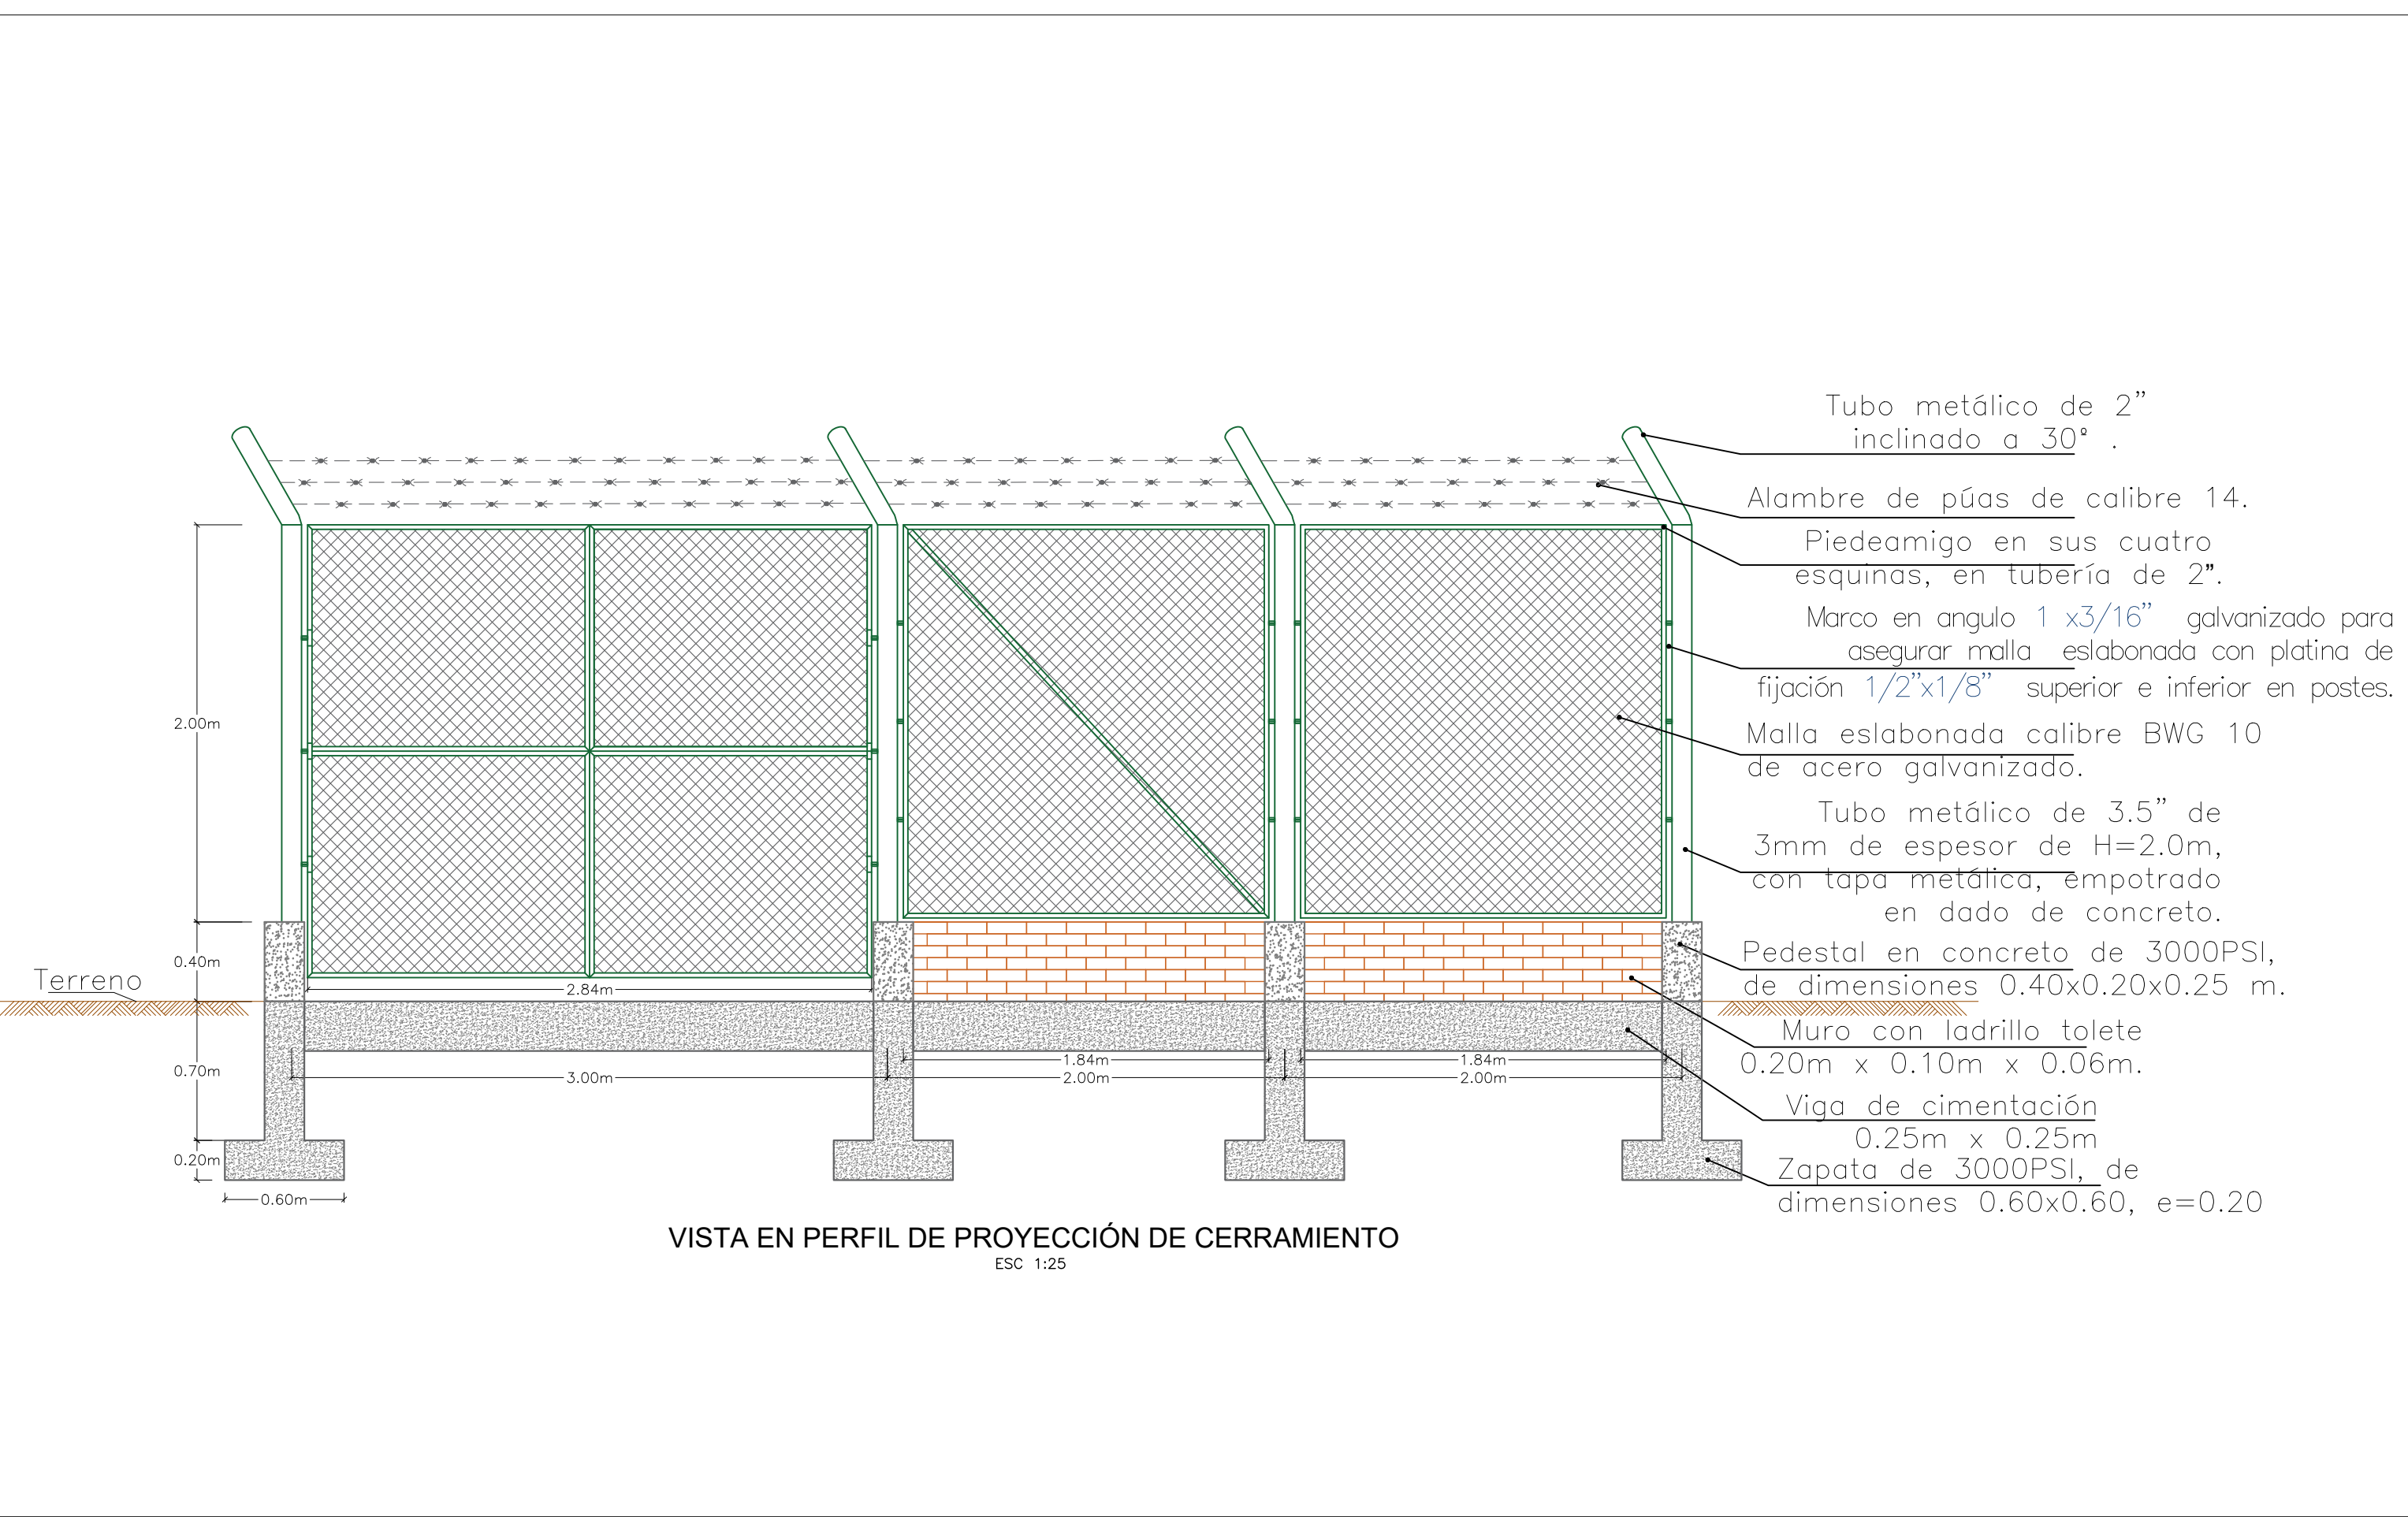 Tubo metálico de 2”
inclinado a 30º .
Alambre de púas de calibre 14.
Piedeamigo en sus cuatro
esquinas, en tubería de 2”.
Marco en angulo 1 x3/16” galvanizado para
asegurar malla eslabonada con platina de
fijación 1/2”x1/8” superior e inferior en postes.
2.00m
Malla eslabonada calibre BWG 10
de acero galvanizado.
Tubo metálico de 3.5” de
3mm de espesor de H=2.0m,
con tapa metálica, empotrado
en dado de concreto.
0.40m
Pedestal en concreto de 3000PSI,
de dimensiones 0.40x0.20x0.25 m.
Terreno
2.84m
Muro con ladrillo tolete
0.20m x 0.10m x 0.06m.
0.70m
1.84m
1.84m
3.00m
2.00m
2.00m
Viga de cimentación
0.25m x 0.25m
0.20m
Zapata de 3000PSI, de
dimensiones 0.60x0.60, e=0.20
0.60m
VISTA EN PERFIL DE PROYECCIÓN DE CERRAMIENTO
ESC 1:25